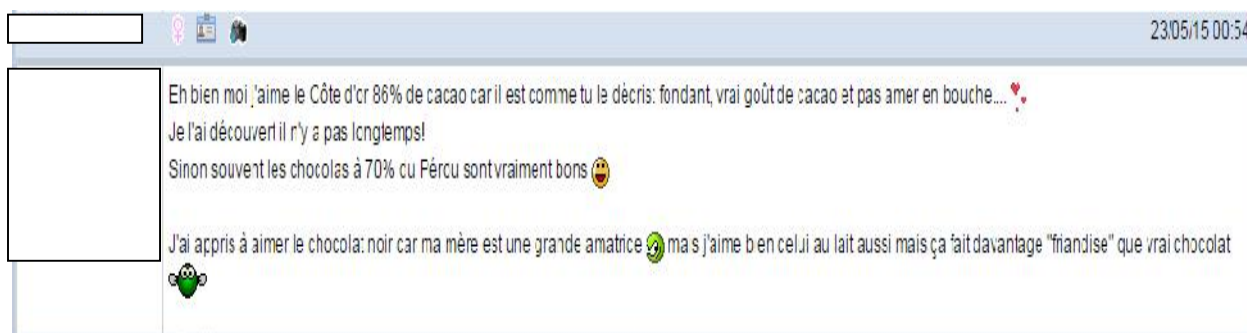 23/05/15 00:54
Eh bien moi j'aime le Côte d'or 86% de cacao car il est comme tu le décris: fondant, vrai goût de cacao et pas amer en bouche....
Je l'ai découvert il n'y a pas longtemps!
Sinon souvent les chocolas à 70% du Pérou sont vraiment bons
J'ai appris à aimer le chocolat noir car ma mère est une grande amatrice mais j'aime bien celui au lait aussi mais ça fait davantage "friandise" que vrai chocolat